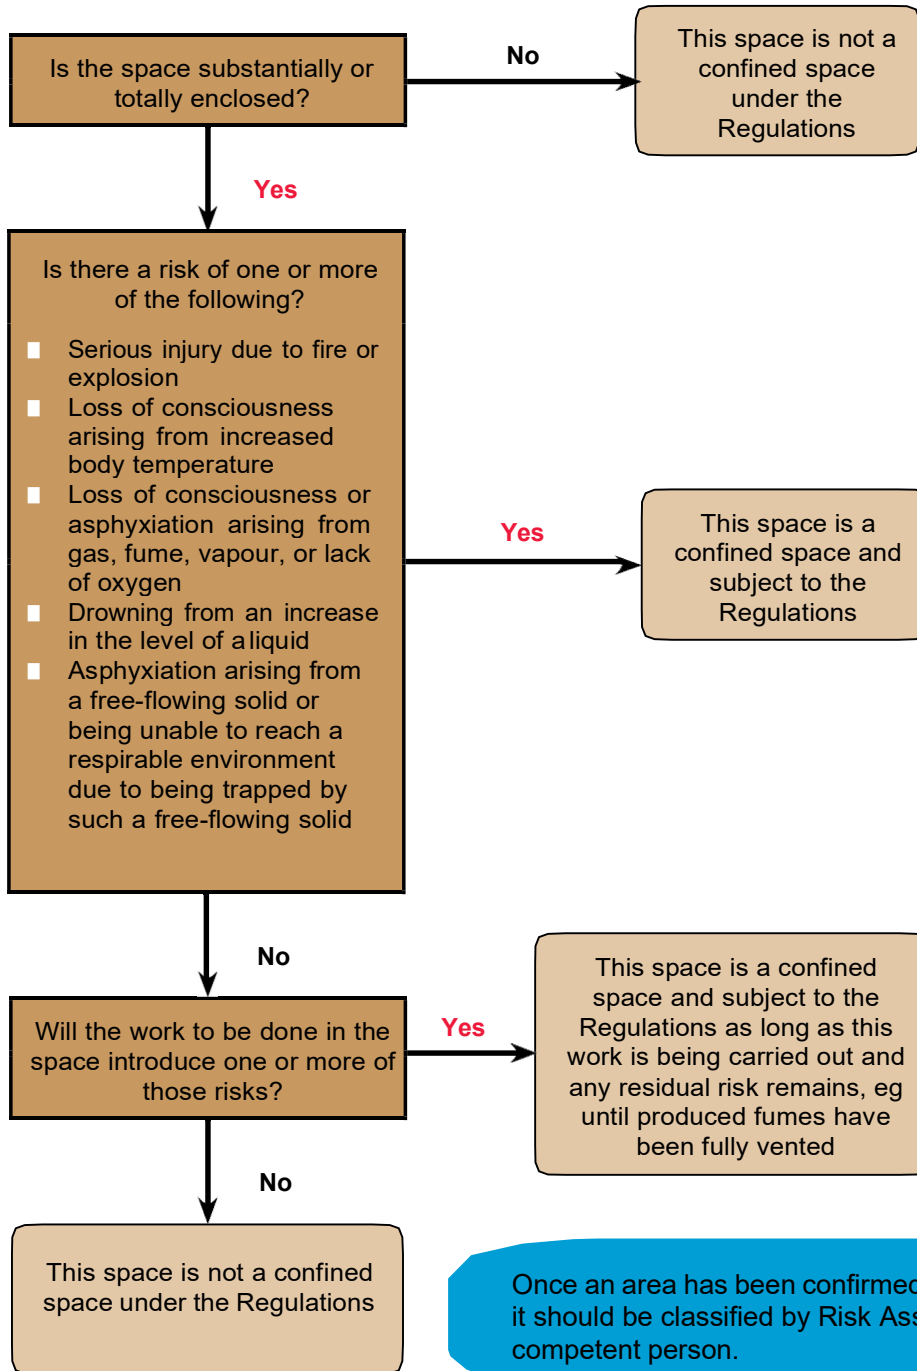 Is the space substantially or
totally enclosed?
No
This space is not a
confined space
under the
Regulations
Yes
Is there a risk of one or more
of the following?
Serious injury due to fire or
explosion
Loss of consciousness
arising from increased
body temperature
Loss of consciousness or
asphyxiation arising from
gas, fume, vapour, or lack
of oxygen
Drowning from an increase
in the level of a liquid
Asphyxiation arising from
a free-flowing solid or
being unable to reach a
respirable environment
due to being trapped by
such a free-flowing solid
Yes
This space is a
confined space and
subject to the
Regulations
No
Will the work to be done in the
space introduce one or more of
those risks?
Yes
This space is a confined
space and subject to the
Regulations as long as this
work is being carried out and
any residual risk remains, eg
until produced fumes have
been fully vented
No
This space is not a confined
space under the Regulations
Once an area has been confirmed
it should be classified by Risk Ass
competent person.